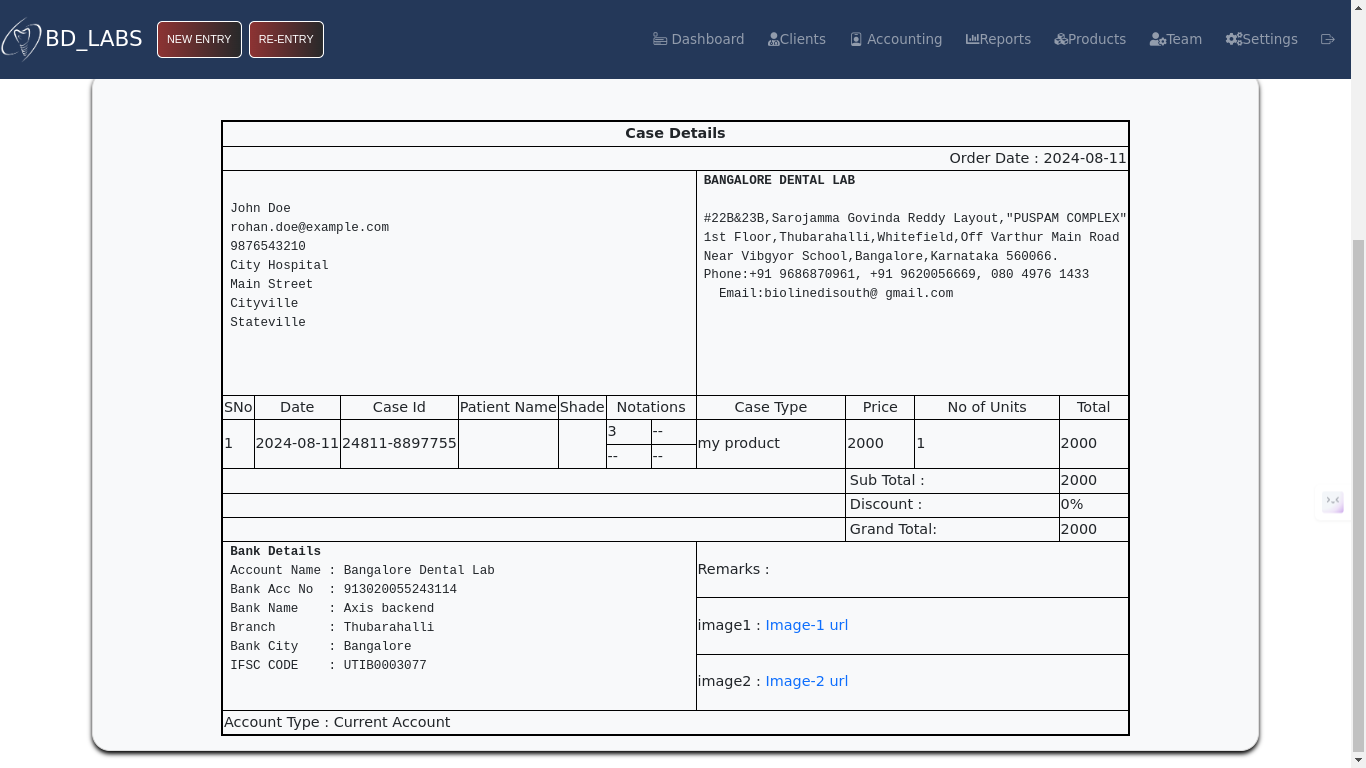 BD_LABS NEW ENTRY RE-ENTRY Dashboard Clients Accounting Reports Products Team Settings
Case Details
Order Date : 2024-08-11
John Doe
rohan.doe@example.com
9876543210
City Hospital
Main Street
Cityville
Stateville
BANGALORE DENTAL LAB
#22B&23B,Sarojamma Govinda Reddy Layout,"PUSPAM COMPLEX"
1st Floor,Thubarahalli,Whitefield,Off Varthur Main Road
Near Vibgyor School,Bangalore,Karnataka 560066.
Phone:+91 9686870961, +91 9620056669, 080 4976 1433
Email:biolinedisouth@ gmail.com
SNo Date Case Id Patient Name Shade Notations Case Type Price No of Units Total
1 2024-08-11 24811-8897755 3 -- my product 2000 1 2000
-- --
Sub Total : 2000
Discount : 0%
Grand Total: 2000
Bank Details
Account Name : Bangalore Dental Lab
Bank Acc No : 913020055243114
Bank Name : Axis backend
Branch : Thubarahalli
Bank City : Bangalore
IFSC CODE : UTIB0003077
Remarks :
image1 : Image-1 url
image2 : Image-2 url
Account Type : Current Account